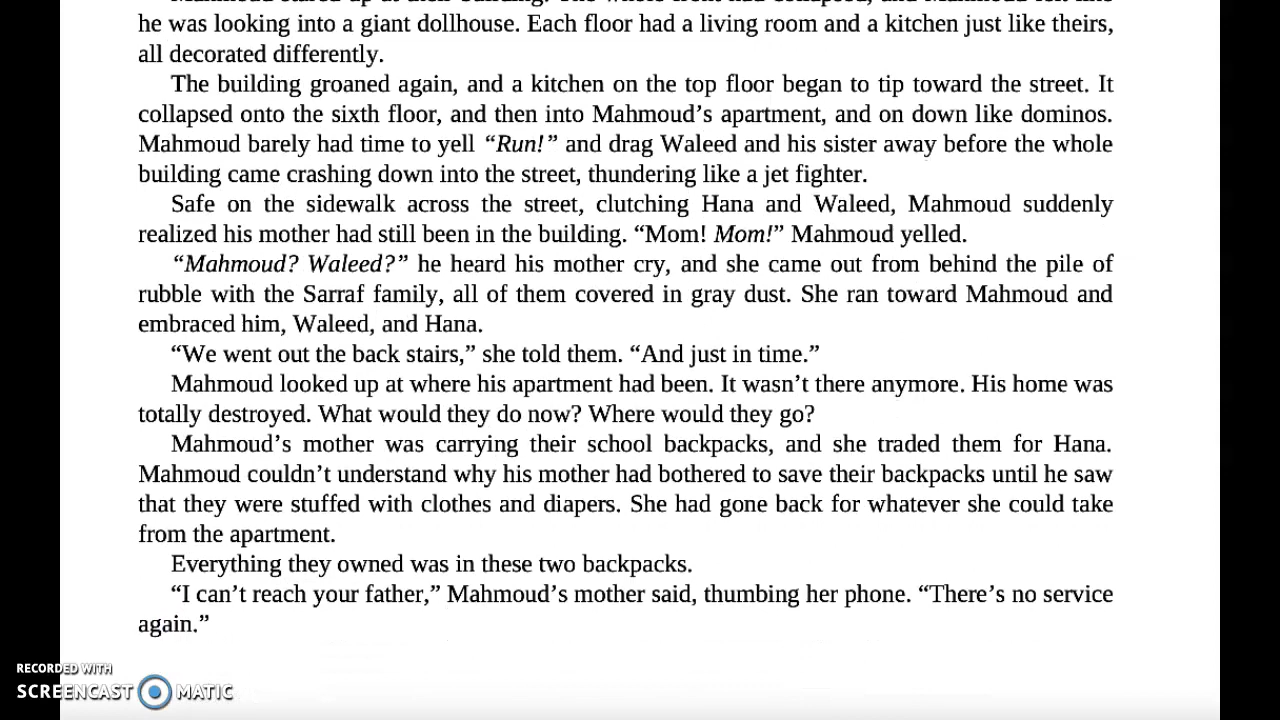 he was looking into a giant dollhouse. Each floor had a living room and a kitchen just like theirs,
all decorated differently.
The building groaned again, and a kitchen on the top floor began to tip toward the street. It
collapsed onto the sixth floor, and then into Mahmoud’s apartment, and on down like dominos.
Mahmoud barely had time to yell “Run!” and drag Waleed and his sister away before the whole
building came crashing down into the street, thundering like a jet fighter.
Safe on the sidewalk across the street, clutching Hana and Waleed, Mahmoud suddenly
realized his mother had still been in the building. “Mom! Mom!” Mahmoud yelled.
“Mahmoud? Waleed?” he heard his mother cry, and she came out from behind the pile of
rubble with the Sarraf family, all of them covered in gray dust. She ran toward Mahmoud and
embraced him, Waleed, and Hana.
“We went out the back stairs,” she told them. “And just in time.”
Mahmoud looked up at where his apartment had been. It wasn’t there anymore. His home was
totally destroyed. What would they do now? Where would they go?
Mahmoud’s mother was carrying their school backpacks, and she traded them for Hana.
Mahmoud couldn’t understand why his mother had bothered to save their backpacks until he saw
that they were stuffed with clothes and diapers. She had gone back for whatever she could take
from the apartment.
Everything they owned was in these two backpacks.
“I can’t reach your father,” Mahmoud’s mother said, thumbing her phone. “There’s no service
again.”
RECORDED WITH
SCREENCAST MATIC